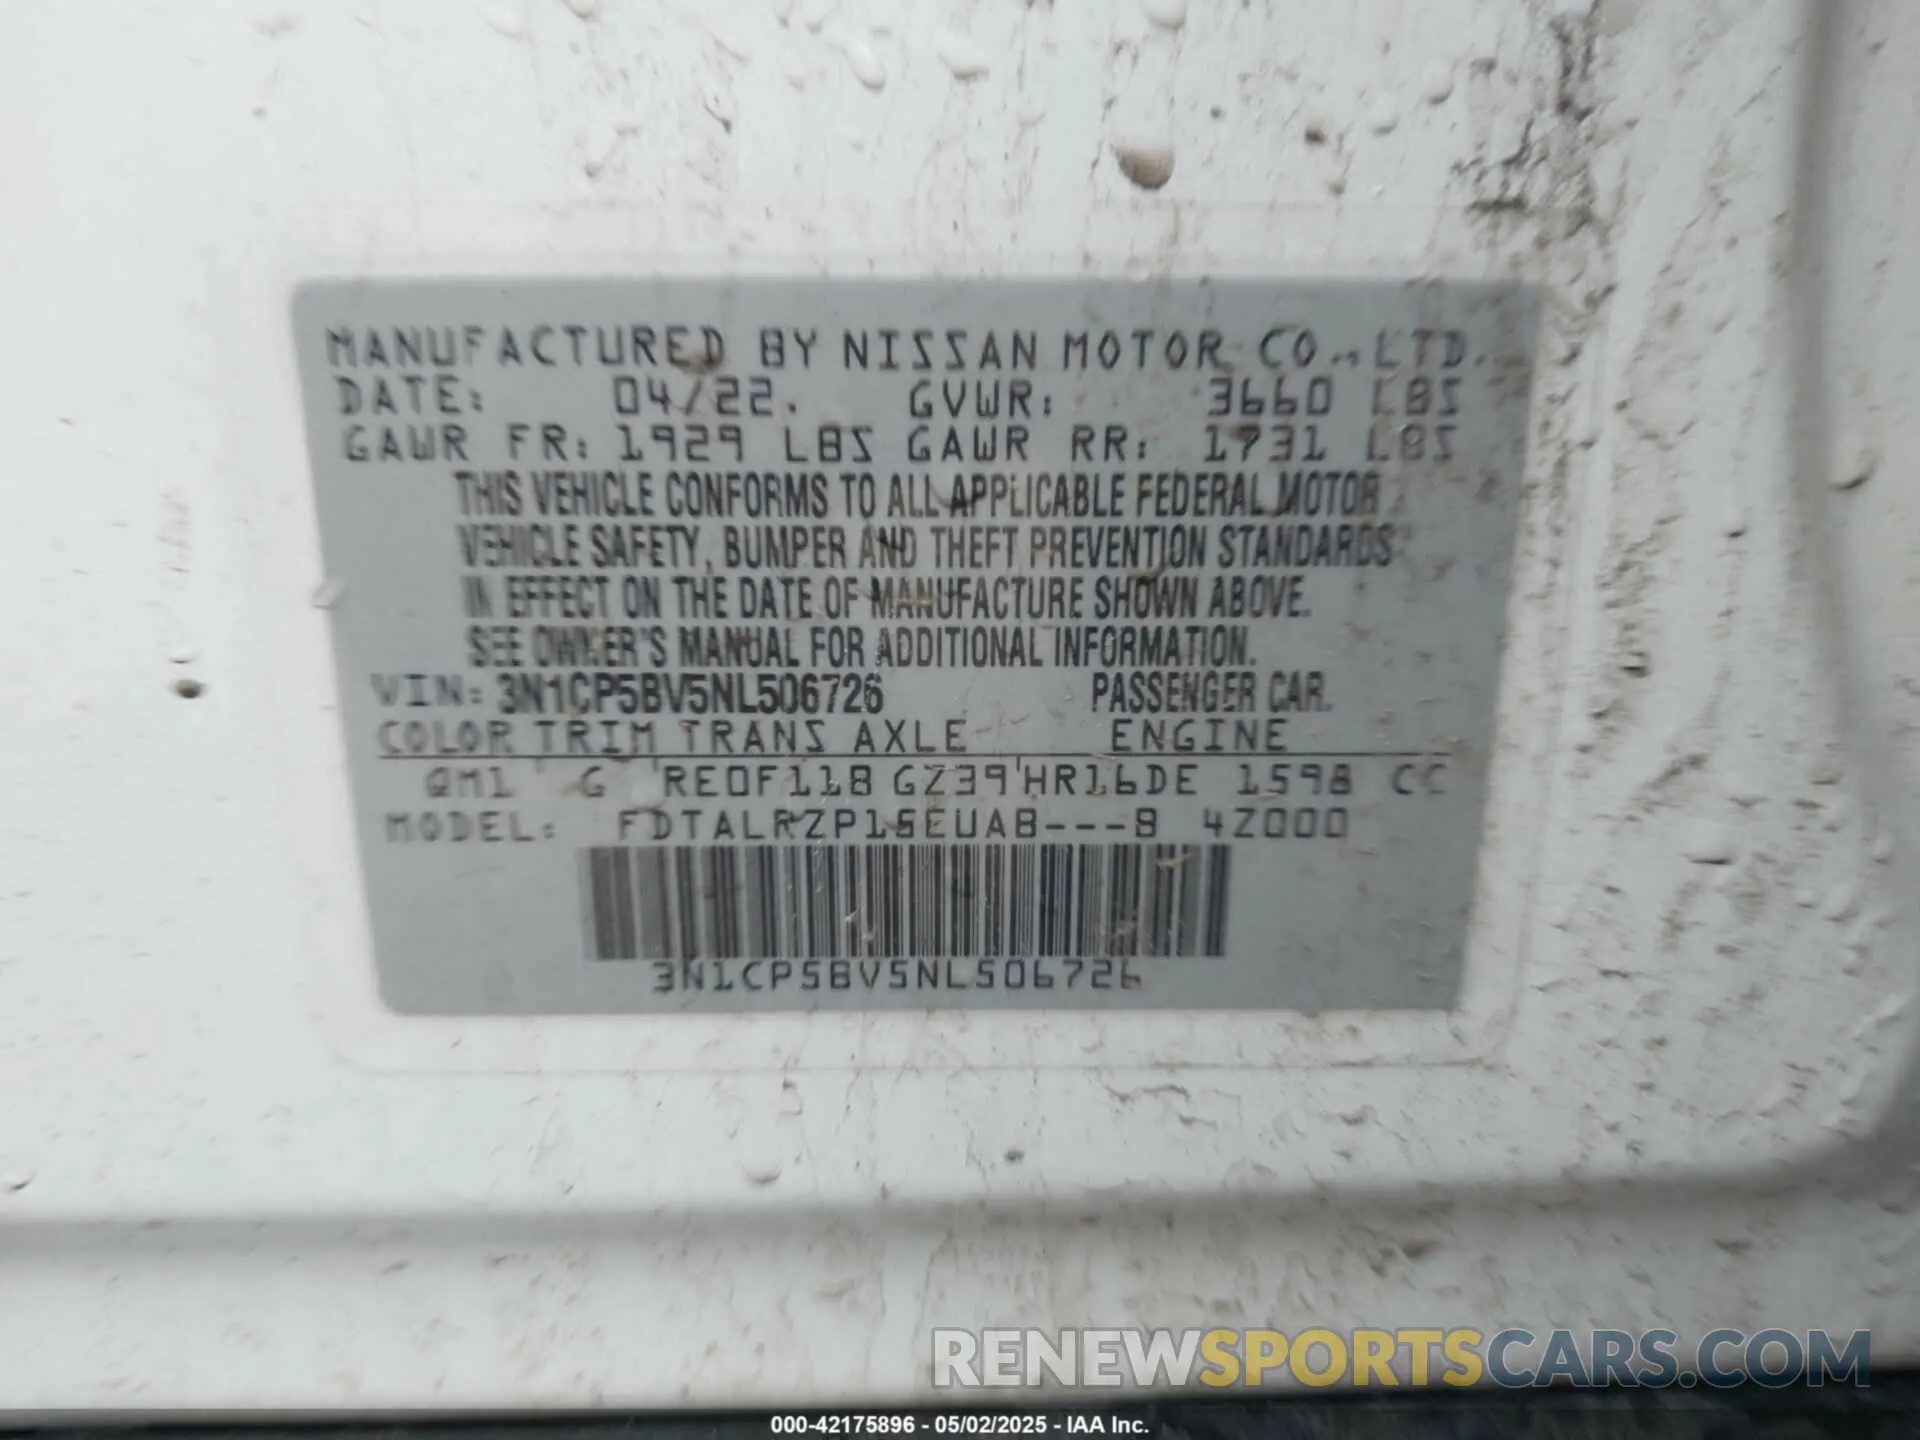 MANUFACTURED BY NISSAN MOTOR CO., LTD.
DATE: 04/22. GVWR: 3660 LBS
GAWR FR: 1929 LBS GAWR RR: 1731 LBS
THIS VEHICLE CONFORMS TO ALL APPLICABLE FEDERAL MOTOR
VEHICLE SAFETY, BUMPER AND THEFT PREVENTION STANDARDS
IN EFFECT ON THE DATE OF MANUFACTURE SHOWN ABOVE.
SEE OWNER'S MANUAL FOR ADDITIONAL INFORMATION.
VIN: 3N1CP5BV5NL506726 PASSENGER CAR.
COLOR TRIM TRANS AXLE ENGINE
QM1 G RE0F11B GZ39 HR16DE 1598 CC
MODEL: FDTALRZP15EUAB---B 4Z000
3N1CP5BV5NL506726
RENEWSPORTSCARS.COM
000-42175896 - 05/02/2025 - IAA Inc.